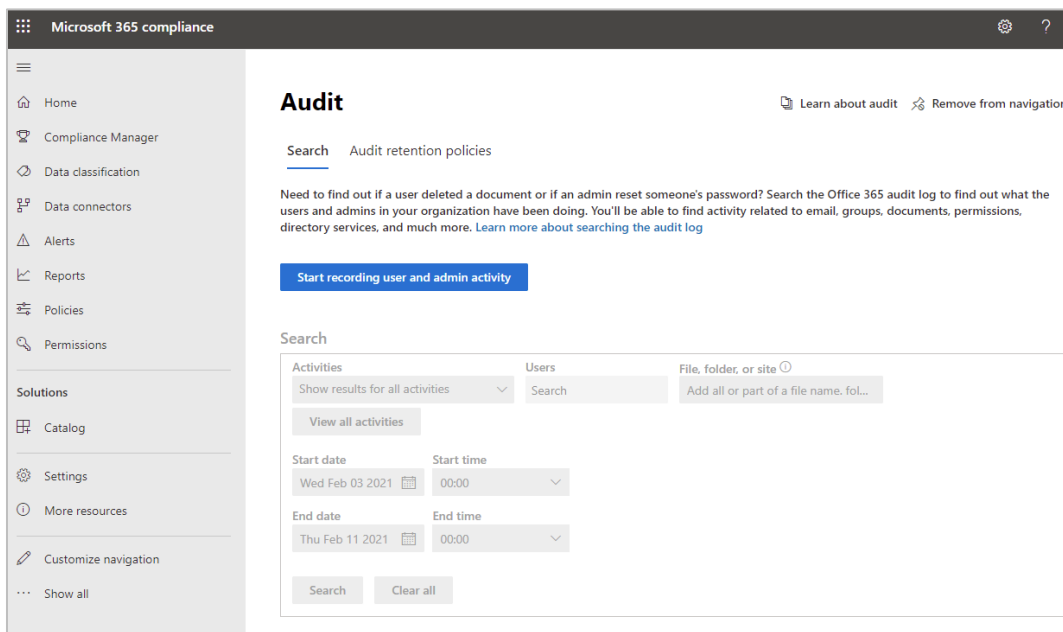 Microsoft 365 compliance
?
Home
Compliance Manager
Data classification
Data connectors
Alerts
Reports
Policies
Permissions
Solutions
Catalog
Settings
More resources
Customize navigation
Show all
Audit
Learn about audit
Remove from navigation
Search
Audit retention policies
Need to find out if a user deleted a document or if an admin reset someone's password? Search the Office 365 audit log to find out what the
users and admins in your organization have been doing. You'll be able to find activity related to email, groups, documents, permissions,
directory services, and much more. Learn more about searching the audit log
Start recording user and admin activity
Search
Activities
Users
File, folder, or site
Show results for all activities
Search
Add all or part of a file name. fol...
View all activities
Start date
Start time
Wed Feb 03 2021
00:00
End date
End time
Thu Feb 11 2021
00:00
Search
Clear all